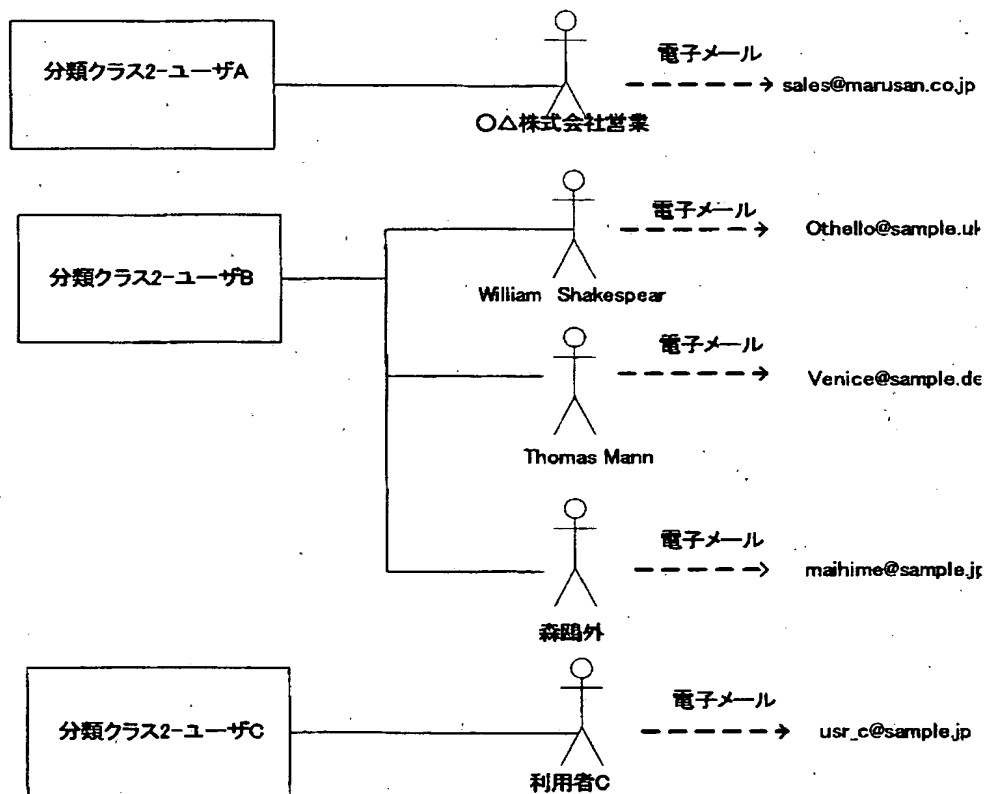 分類クラス2-ユーザA
電子メール
sales@marusan.co.jp
〇△株式会社営業
分類クラス2-ユーザB
電子メール
Othello@sample.uk
William Shakespear
電子メール
Venice@sample.de
Thomas Mann
電子メール
maihime@sample.jp
森鴎外
分類クラス2-ユーザC
電子メール
usr_c@sample.jp
利用者C